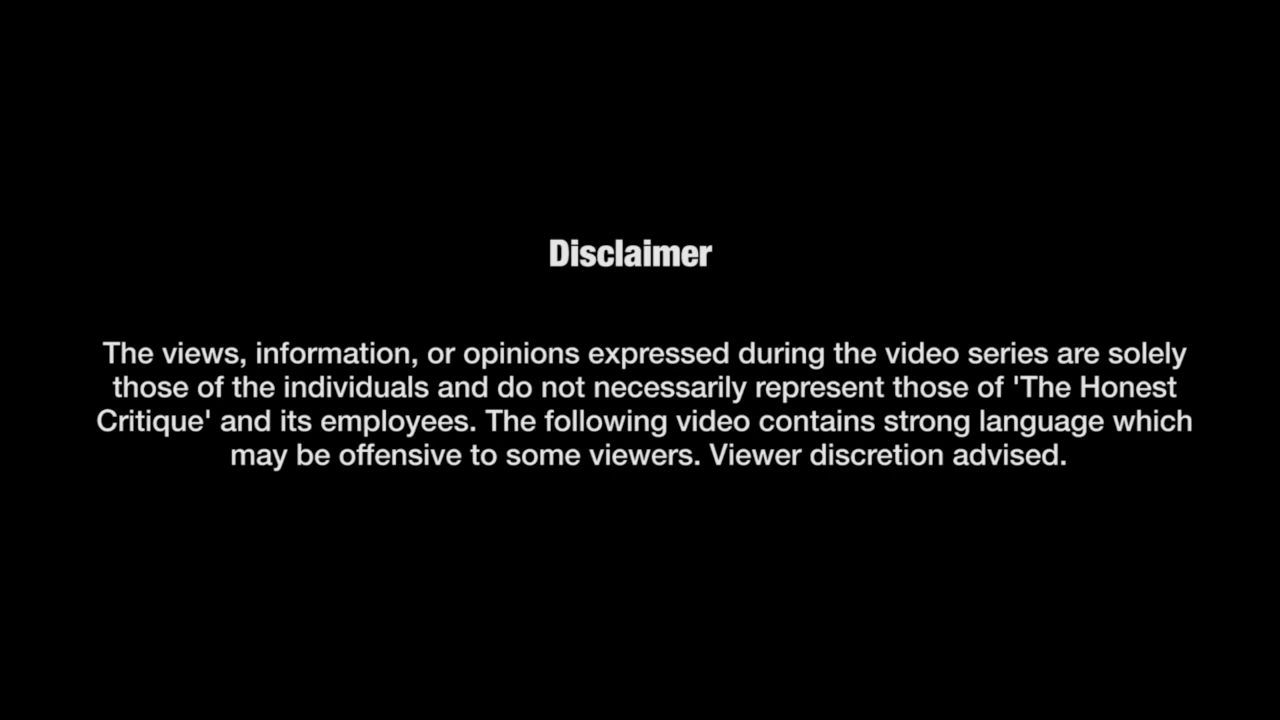 Disclaimer
The views, information, or opinions expressed during the video series are solely
those of the individuals and do not necessarily represent those of 'The Honest
Critique' and its employees. The following video contains strong language which
may be offensive to some viewers. Viewer discretion advised.